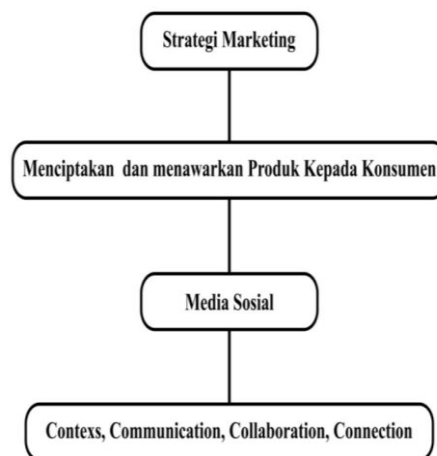 Strategi Marketing
Menciptakan dan menawarkan Produk Kepada Konsumen
Media Sosial
Contexs, Communication, Collaboration, Connection